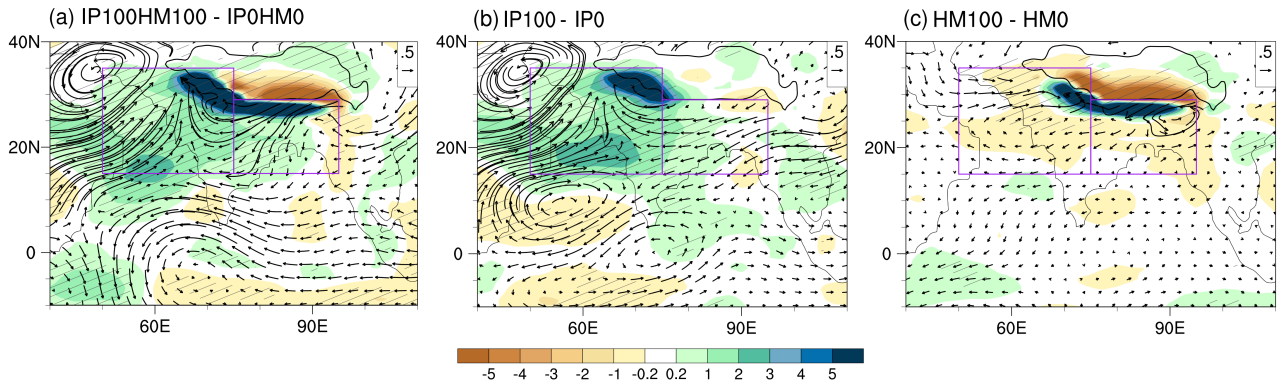 (a) IP100HM100 - IP0HM0
(b) IP100 - IP0
(c) HM100 - HM0
40N
20N
0
60E
90E
.5
40N
20N
0
60E
90E
.5
40N
20N
0
60E
90E
.5
-5 -4 -3 -2 -1 -0.2 0.2 1 2 3 4 5